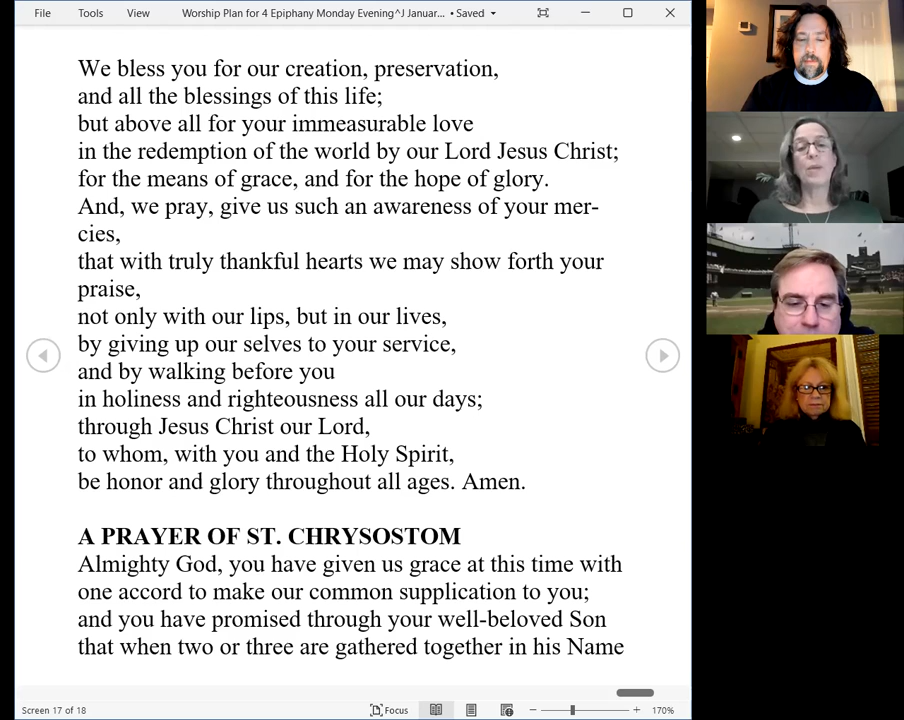 File Tools View Worship Plan for 4 Epiphany Monday Evening^J Januar... • Saved
We bless you for our creation, preservation,
and all the blessings of this life;
but above all for your immeasurable love
in the redemption of the world by our Lord Jesus Christ;
for the means of grace, and for the hope of glory.
And, we pray, give us such an awareness of your mer-
cies,
that with truly thankful hearts we may show forth your
praise,
not only with our lips, but in our lives,
by giving up our selves to your service,
and by walking before you
in holiness and righteousness all our days;
through Jesus Christ our Lord,
to whom, with you and the Holy Spirit,
be honor and glory throughout all ages. Amen.
A PRAYER OF ST. CHRYSOSTOM
Almighty God, you have given us grace at this time with
one accord to make our common supplication to you;
and you have promised through your well-beloved Son
that when two or three are gathered together in his Name
Screen 17 of 18 Focus 170%